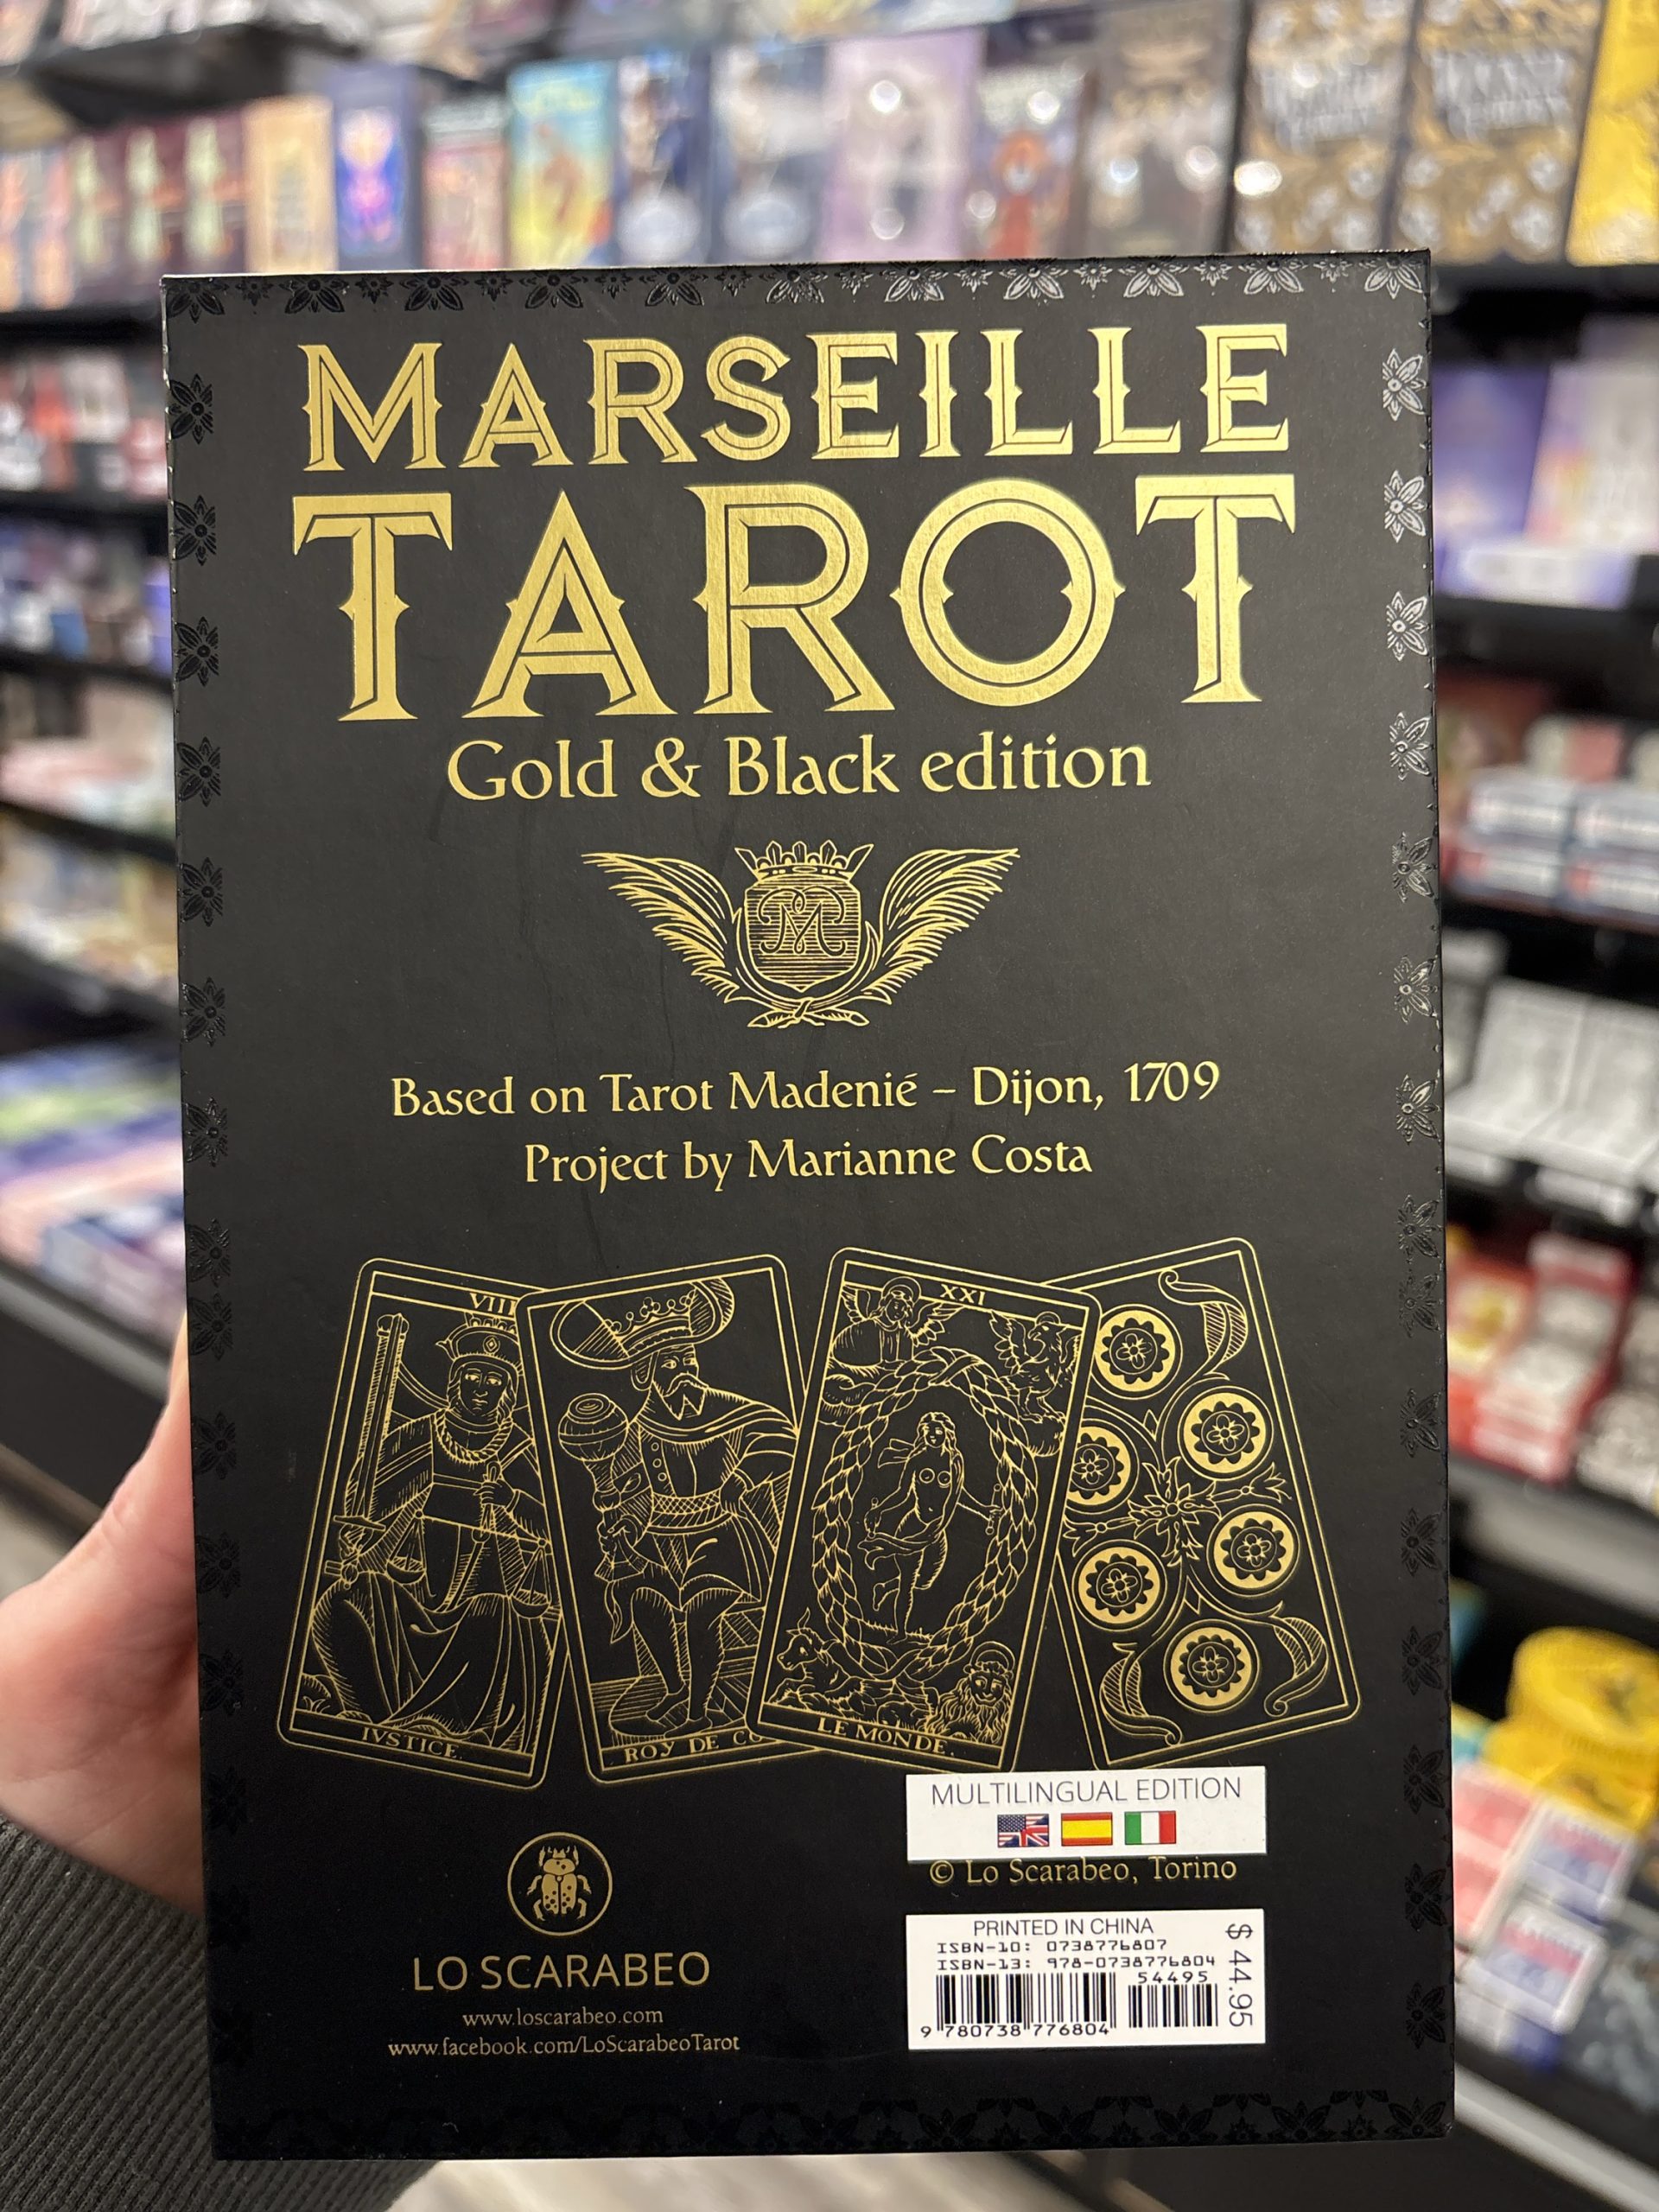 MARSEILLE
TAROT
Gold & Black edition
M
Based on Tarot Madenié – Dijon, 1709
Project by Marianne Costa
VIII
XXI
IVSTICE.
ROY DE
LE MONDE.
MULTILINGUAL EDITION
© Lo Scarabeo, Torino
LO SCARABEO
www.loscarabeo.com
www.facebook.com/LoScarabeoTarot
PRINTED IN CHINA
ISBN-10: 0738776807
ISBN-13: 978-0738776804
54495
9 780738 776804
$ 44.95